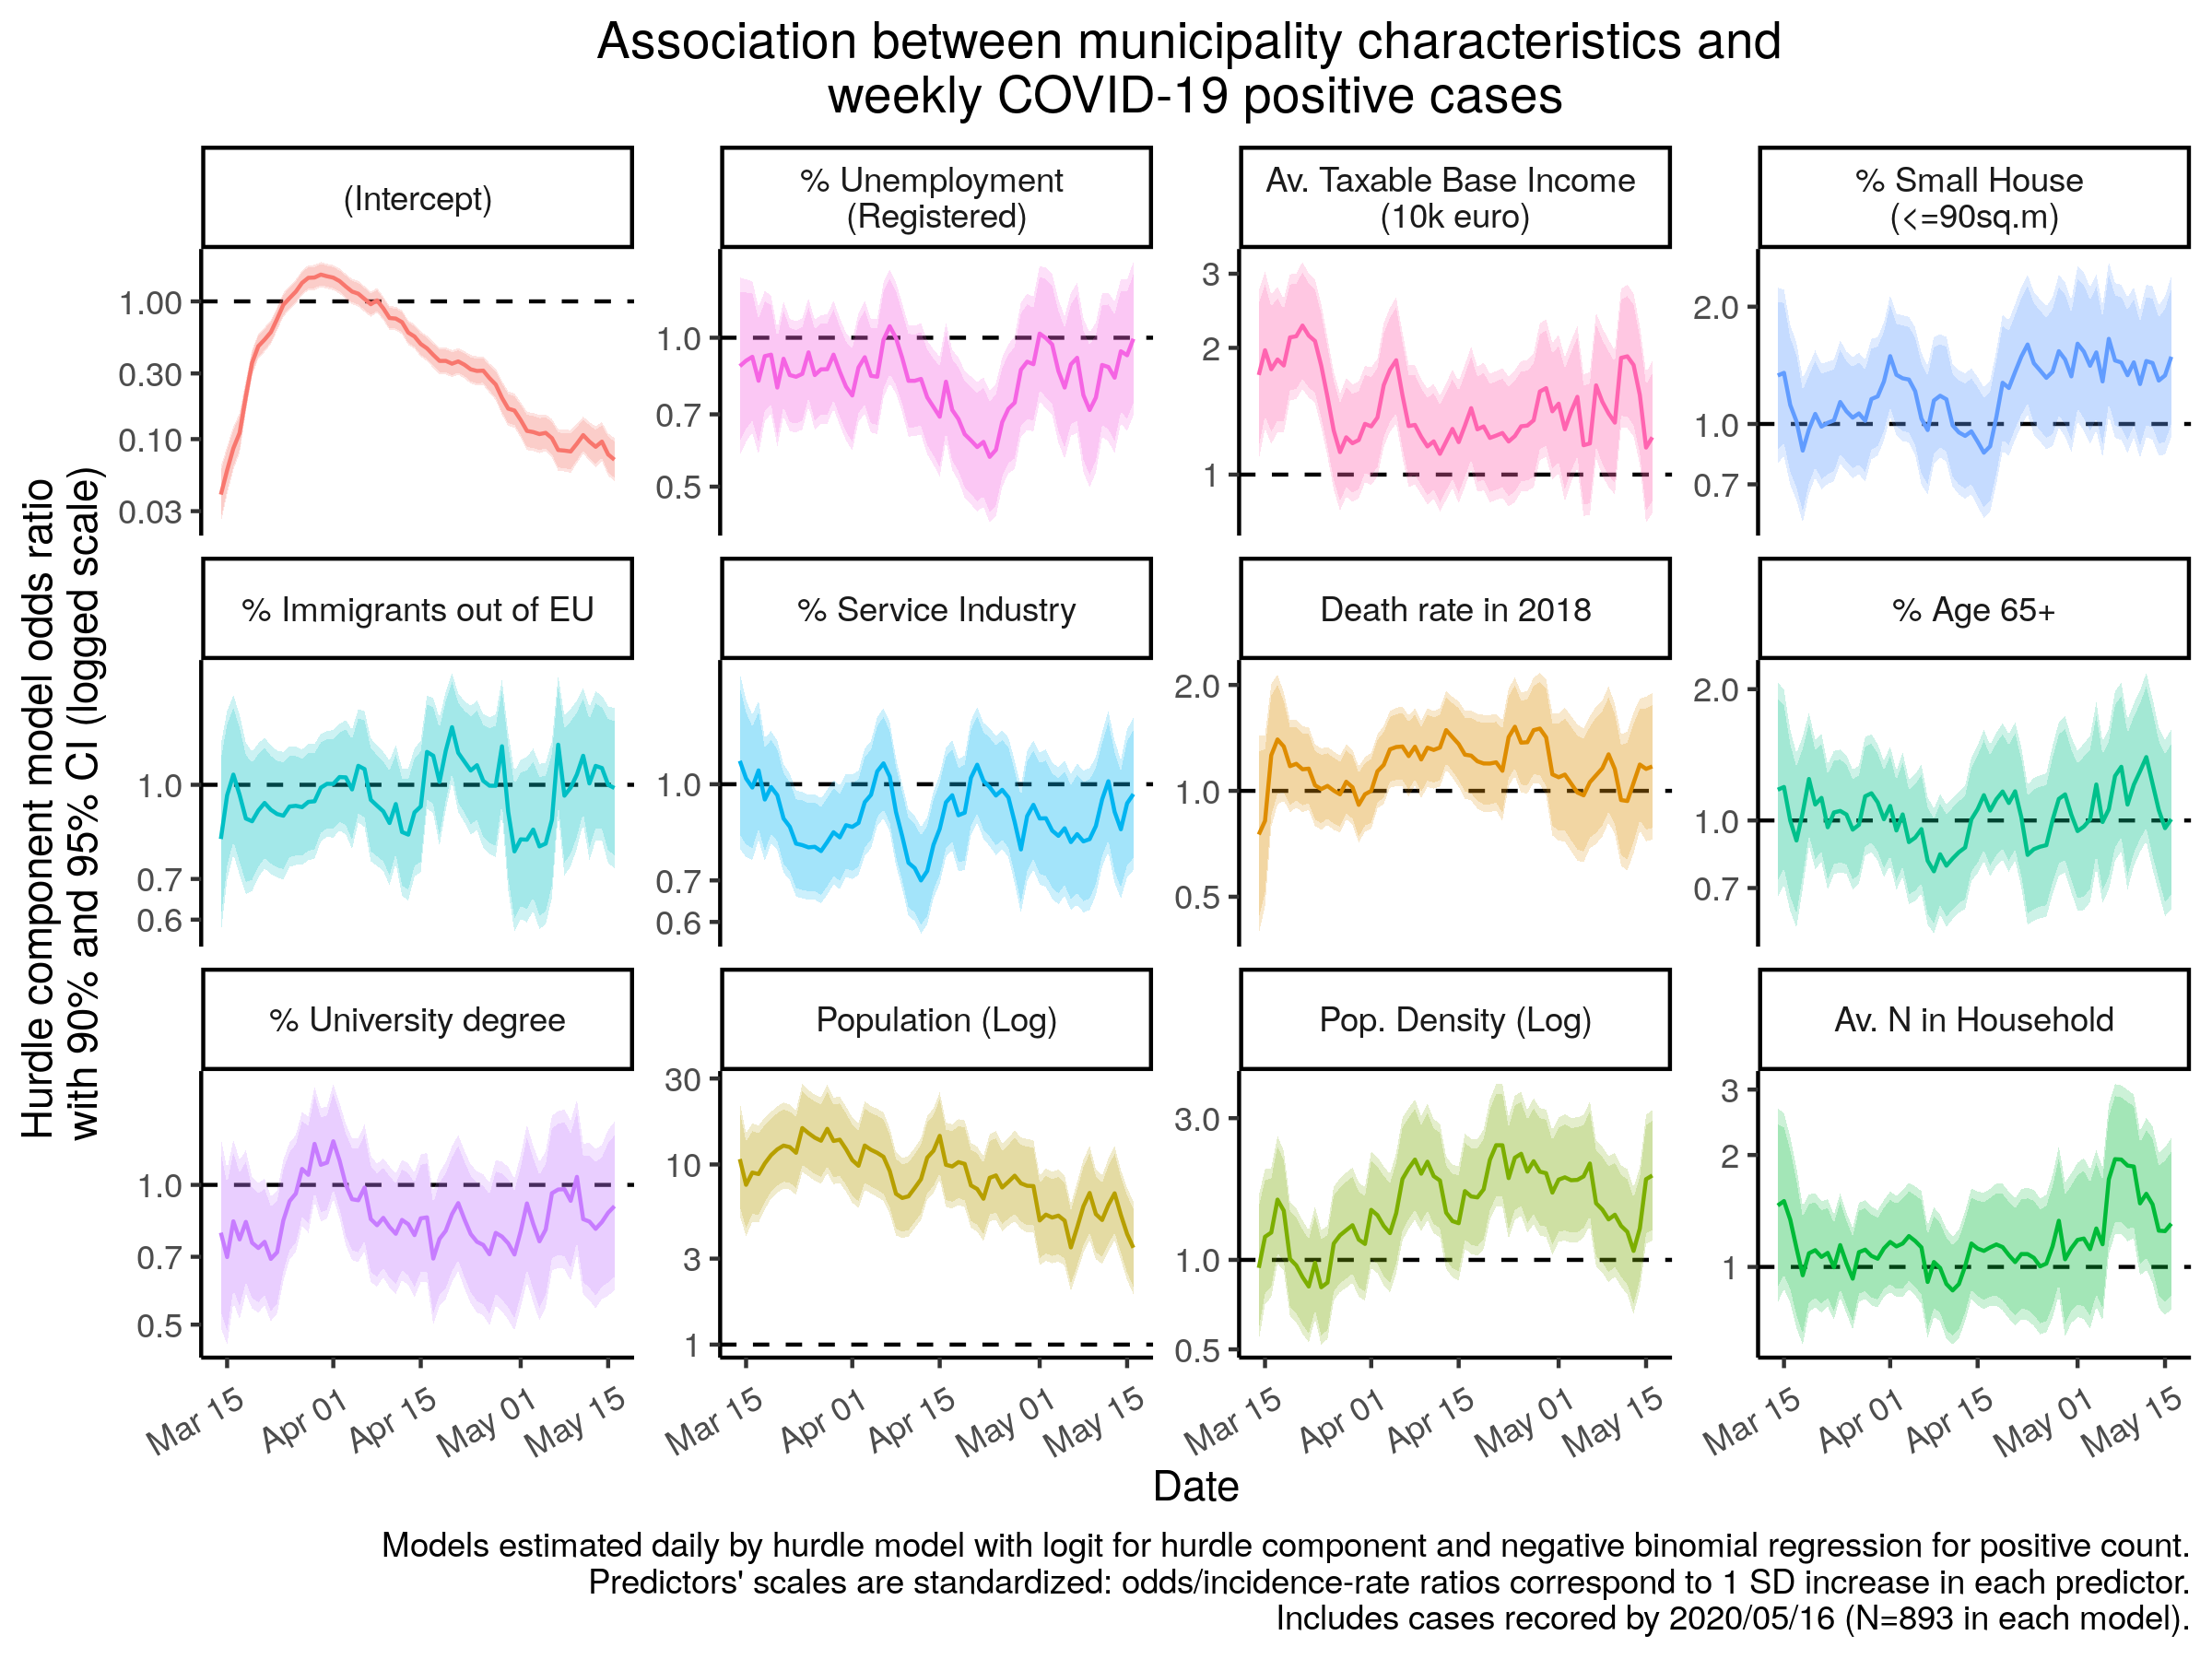 Association between municipality characteristics and
weekly COVID-19 positive cases
Hurdle component model odds ratio
with 90% and 95% CI (logged scale)
(Intercept)
1.00
0.30
0.10
0.03
% Unemployment
(Registered)
1.0
0.7
0.5
Av. Taxable Base Income
(10k euro)
3
2
1
% Small House
(<=90sq.m)
2.0
1.0
0.7
% Immigrants out of EU
1.0
0.7
0.6
% Service Industry
1.0
0.7
0.6
Death rate in 2018
2.0
1.0
0.5
% Age 65+
2.0
1.0
0.7
% University degree
1.0
0.7
0.5
Mar 15 Apr 01 Apr 15 May 01 May 15
Population (Log)
30
10
3
1
Mar 15 Apr 01 Apr 15 May 01 May 15
Pop. Density (Log)
3.0
1.0
0.5
Mar 15 Apr 01 Apr 15 May 01 May 15
Av. N in Household
3
2
1
Mar 15 Apr 01 Apr 15 May 01 May 15
Date
Models estimated daily by hurdle model with logit for hurdle component and negative binomial regression for positive count.
Predictors' scales are standardized: odds/incidence-rate ratios correspond to 1 SD increase in each predictor.
Includes cases recored by 2020/05/16 (N=893 in each model).